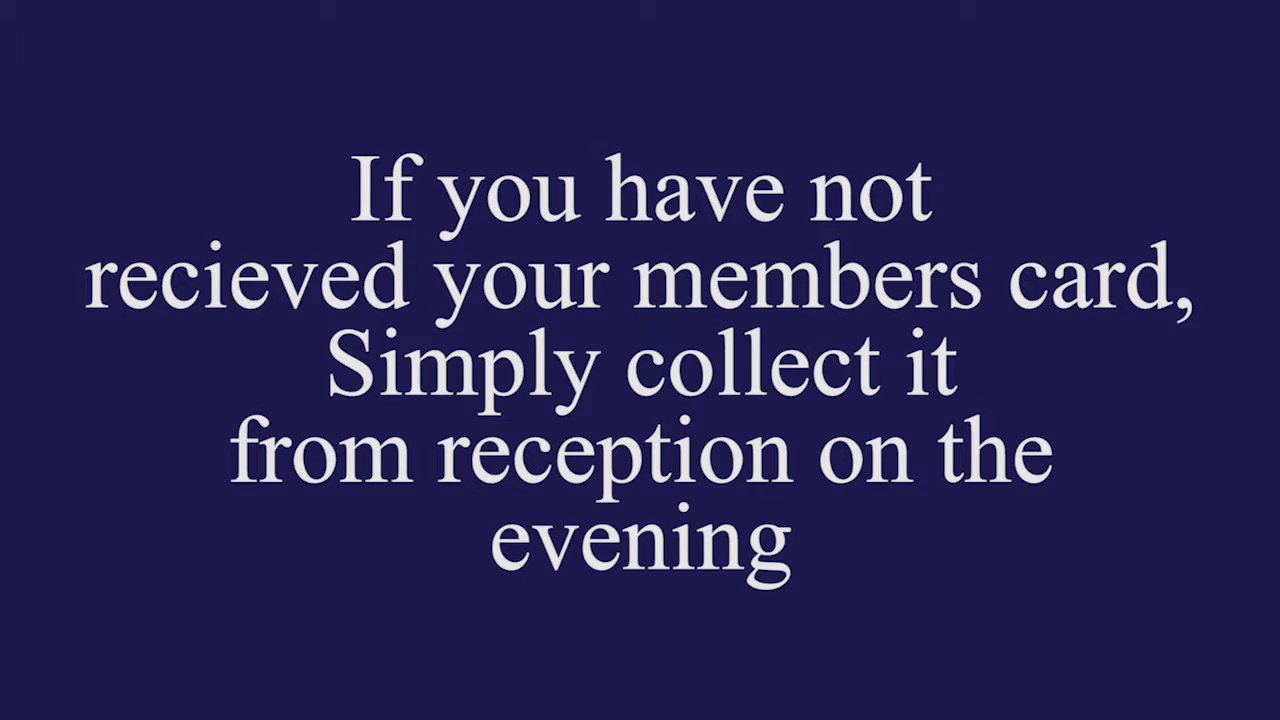 If you have not
recieved your members card,
Simply collect it
from reception on the
evening